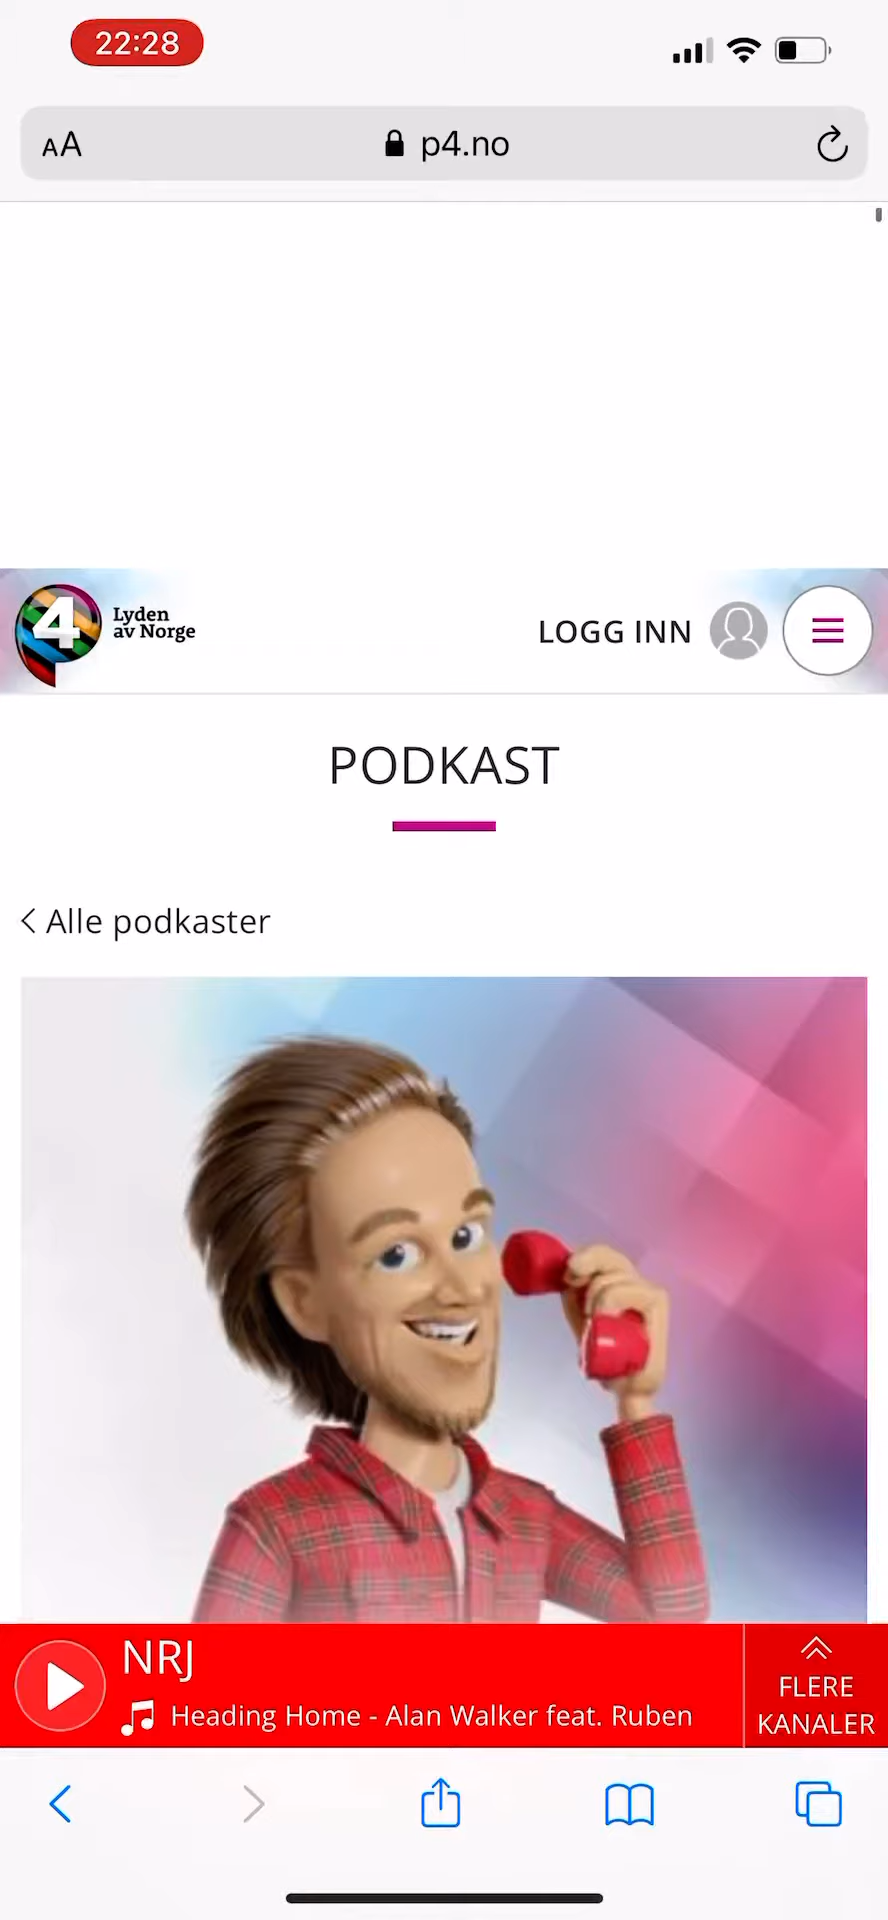 22:28
AA
p4.no
4 Lyden
av Norge
LOGG INN
PODKAST
< Alle podkaster
NRJ
Heading Home - Alan Walker feat. Ruben
FLERE
KANALER